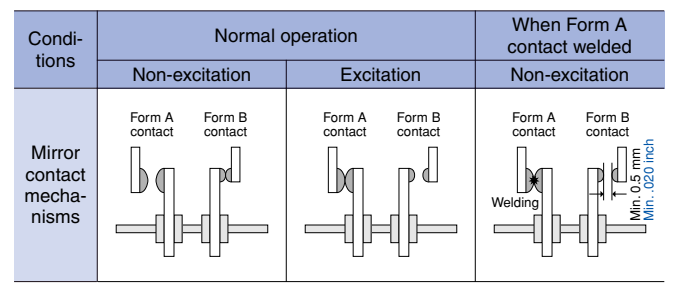 Condi-
tions
Normal operation
When Form A
contact welded
Non-excitation
Excitation
Non-excitation
Mirror
contact
mecha-
nisms
Form A
contact
Form B
contact
Form A
contact
Form B
contact
Form A
contact
Form B
contact
Welding
Min. 0.5 mm
Min. .020 inch